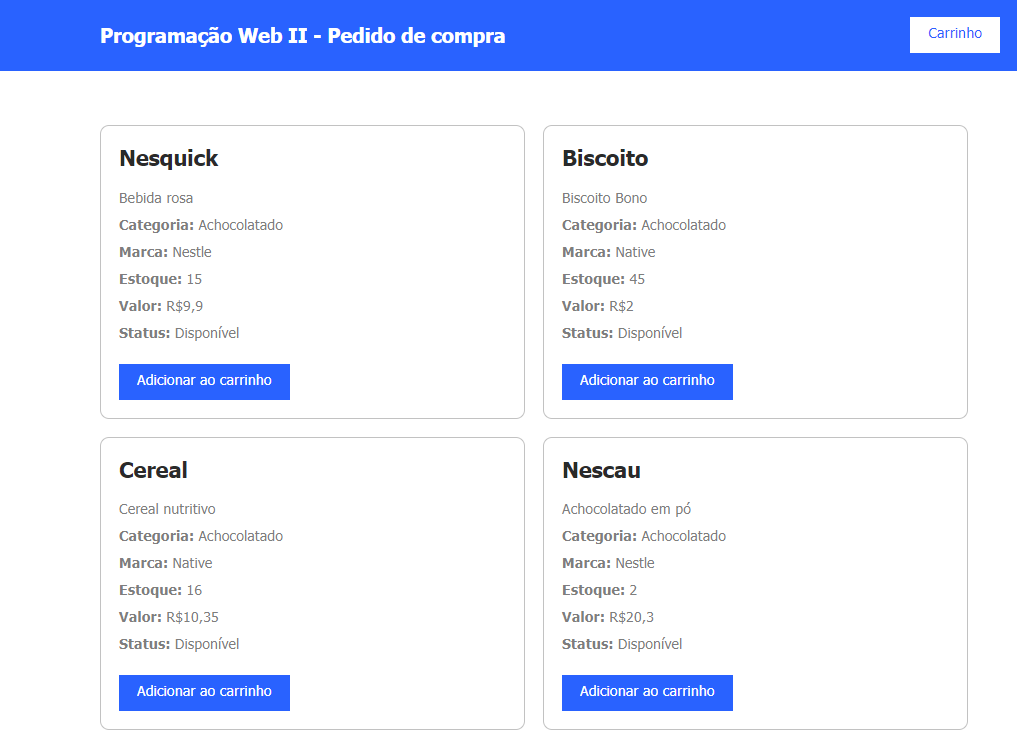 Programação Web II - Pedido de compra
Carrinho
Nesquick
Bebida rosa
Categoria: Achocolatado
Marca: Nestle
Estoque: 15
Valor: R$9,9
Status: Disponível
Adicionar ao carrinho
Biscoito
Biscoito Bono
Categoria: Achocolatado
Marca: Native
Estoque: 45
Valor: R$2
Status: Disponível
Adicionar ao carrinho
Cereal
Cereal nutritivo
Categoria: Achocolatado
Marca: Native
Estoque: 16
Valor: R$10,35
Status: Disponível
Adicionar ao carrinho
Nescau
Achocolatado em pó
Categoria: Achocolatado
Marca: Nestle
Estoque: 2
Valor: R$20,3
Status: Disponível
Adicionar ao carrinho